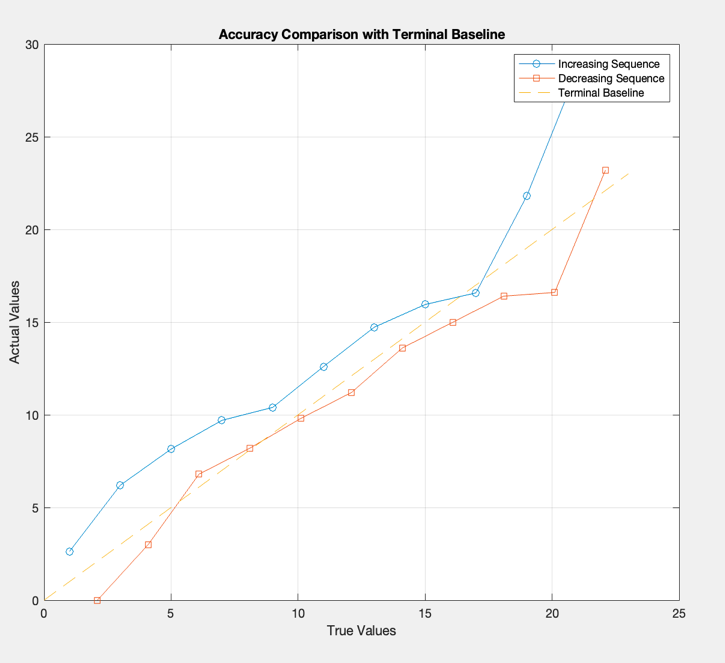 Accuracy Comparison with Terminal Baseline
Increasing Sequence
Decreasing Sequence
Terminal Baseline
30
25
20
15
10
5
0
Actual Values
0
5
10
15
20
25
True Values